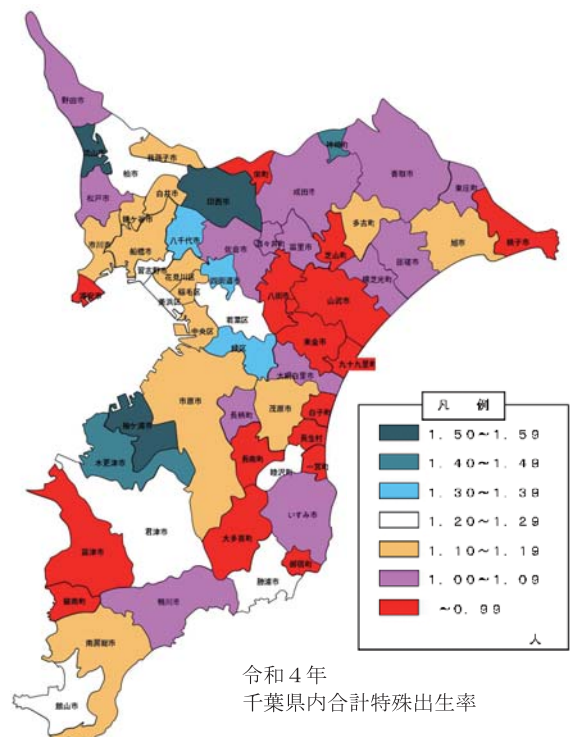 野田市
流山市
柏市
我孫子市
松戸市
白井市
印西市
栄町
成田市
神崎町
香取市
東庄町
銚子市
旭市
多古町
匝瑳市
横芝光町
芝山町
富里市
酒々井町
佐倉市
八千代市
鎌ケ谷市
市川市
船橋市
浦安市
習志野市
花見川区
稲毛区
美浜区
四街道市
若葉区
中央区
緑区
八街市
山武市
東金市
九十九里町
大網白里市
市原市
長柄町
茂原市
白子町
長生村
長南町
一宮町
睦沢町
袖ケ浦市
木更津市
君津市
いすみ市
大多喜町
御宿町
勝浦市
富津市
鋸南町
鴨川市
南房総市
館山市
凡 例
1.50～1.59
1.40～1.49
1.30～1.39
1.20～1.29
1.10～1.19
1.00～1.09
～0.99
人
令和４年
千葉県内合計特殊出生率